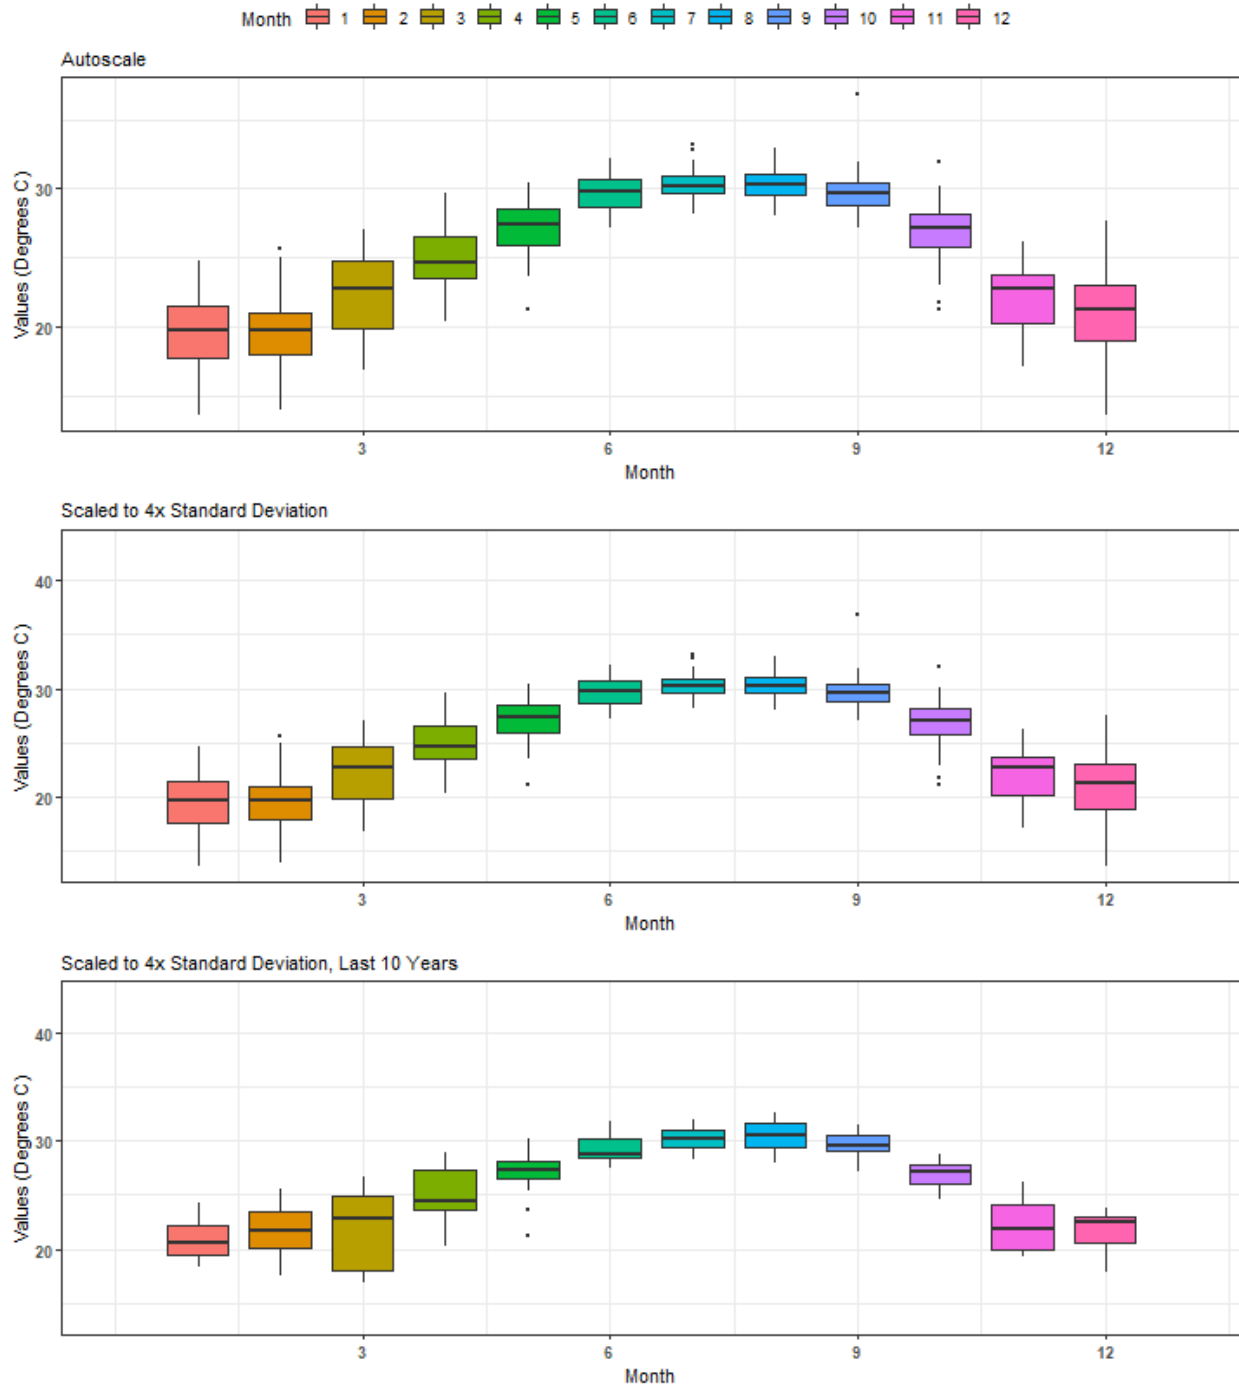 Month 1 2 3 4 5 6 7 8 9 10 11 12
Autoscale
Values (Degrees C)
30
20
3 6 9 12
Month
Scaled to 4x Standard Deviation
Values (Degrees C)
40
30
20
3 6 9 12
Month
Scaled to 4x Standard Deviation, Last 10 Years
Values (Degrees C)
40
30
20
3 6 9 12
Month